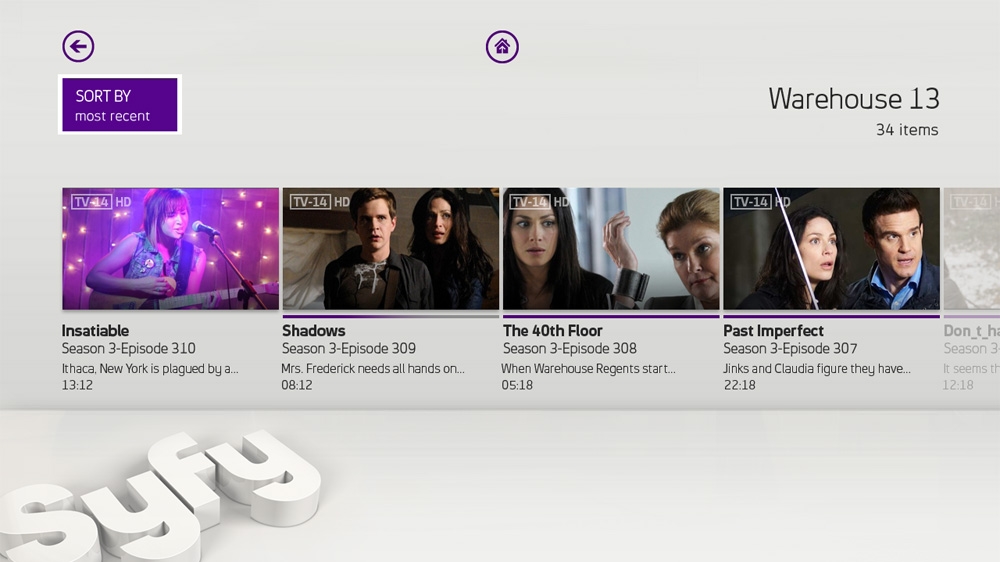 SORT BY
most recent
Warehouse 13
34 items
TV-14 HD
TV-14 HD
TV-14 HD
TV-14 HD
TV-14 H
Insatiable
Season 3-Episode 310
Ithaca, New York is plagued by a...
13:12
Shadows
Season 3-Episode 309
Mrs. Frederick needs all hands on...
08:12
The 40th Floor
Season 3-Episode 308
When Warehouse Regents start...
05:18
Past Imperfect
Season 3-Episode 307
Jinks and Claudia figure they have...
22:18
Don_t_ha
Season 3-
It seems th
12:18
Syfy